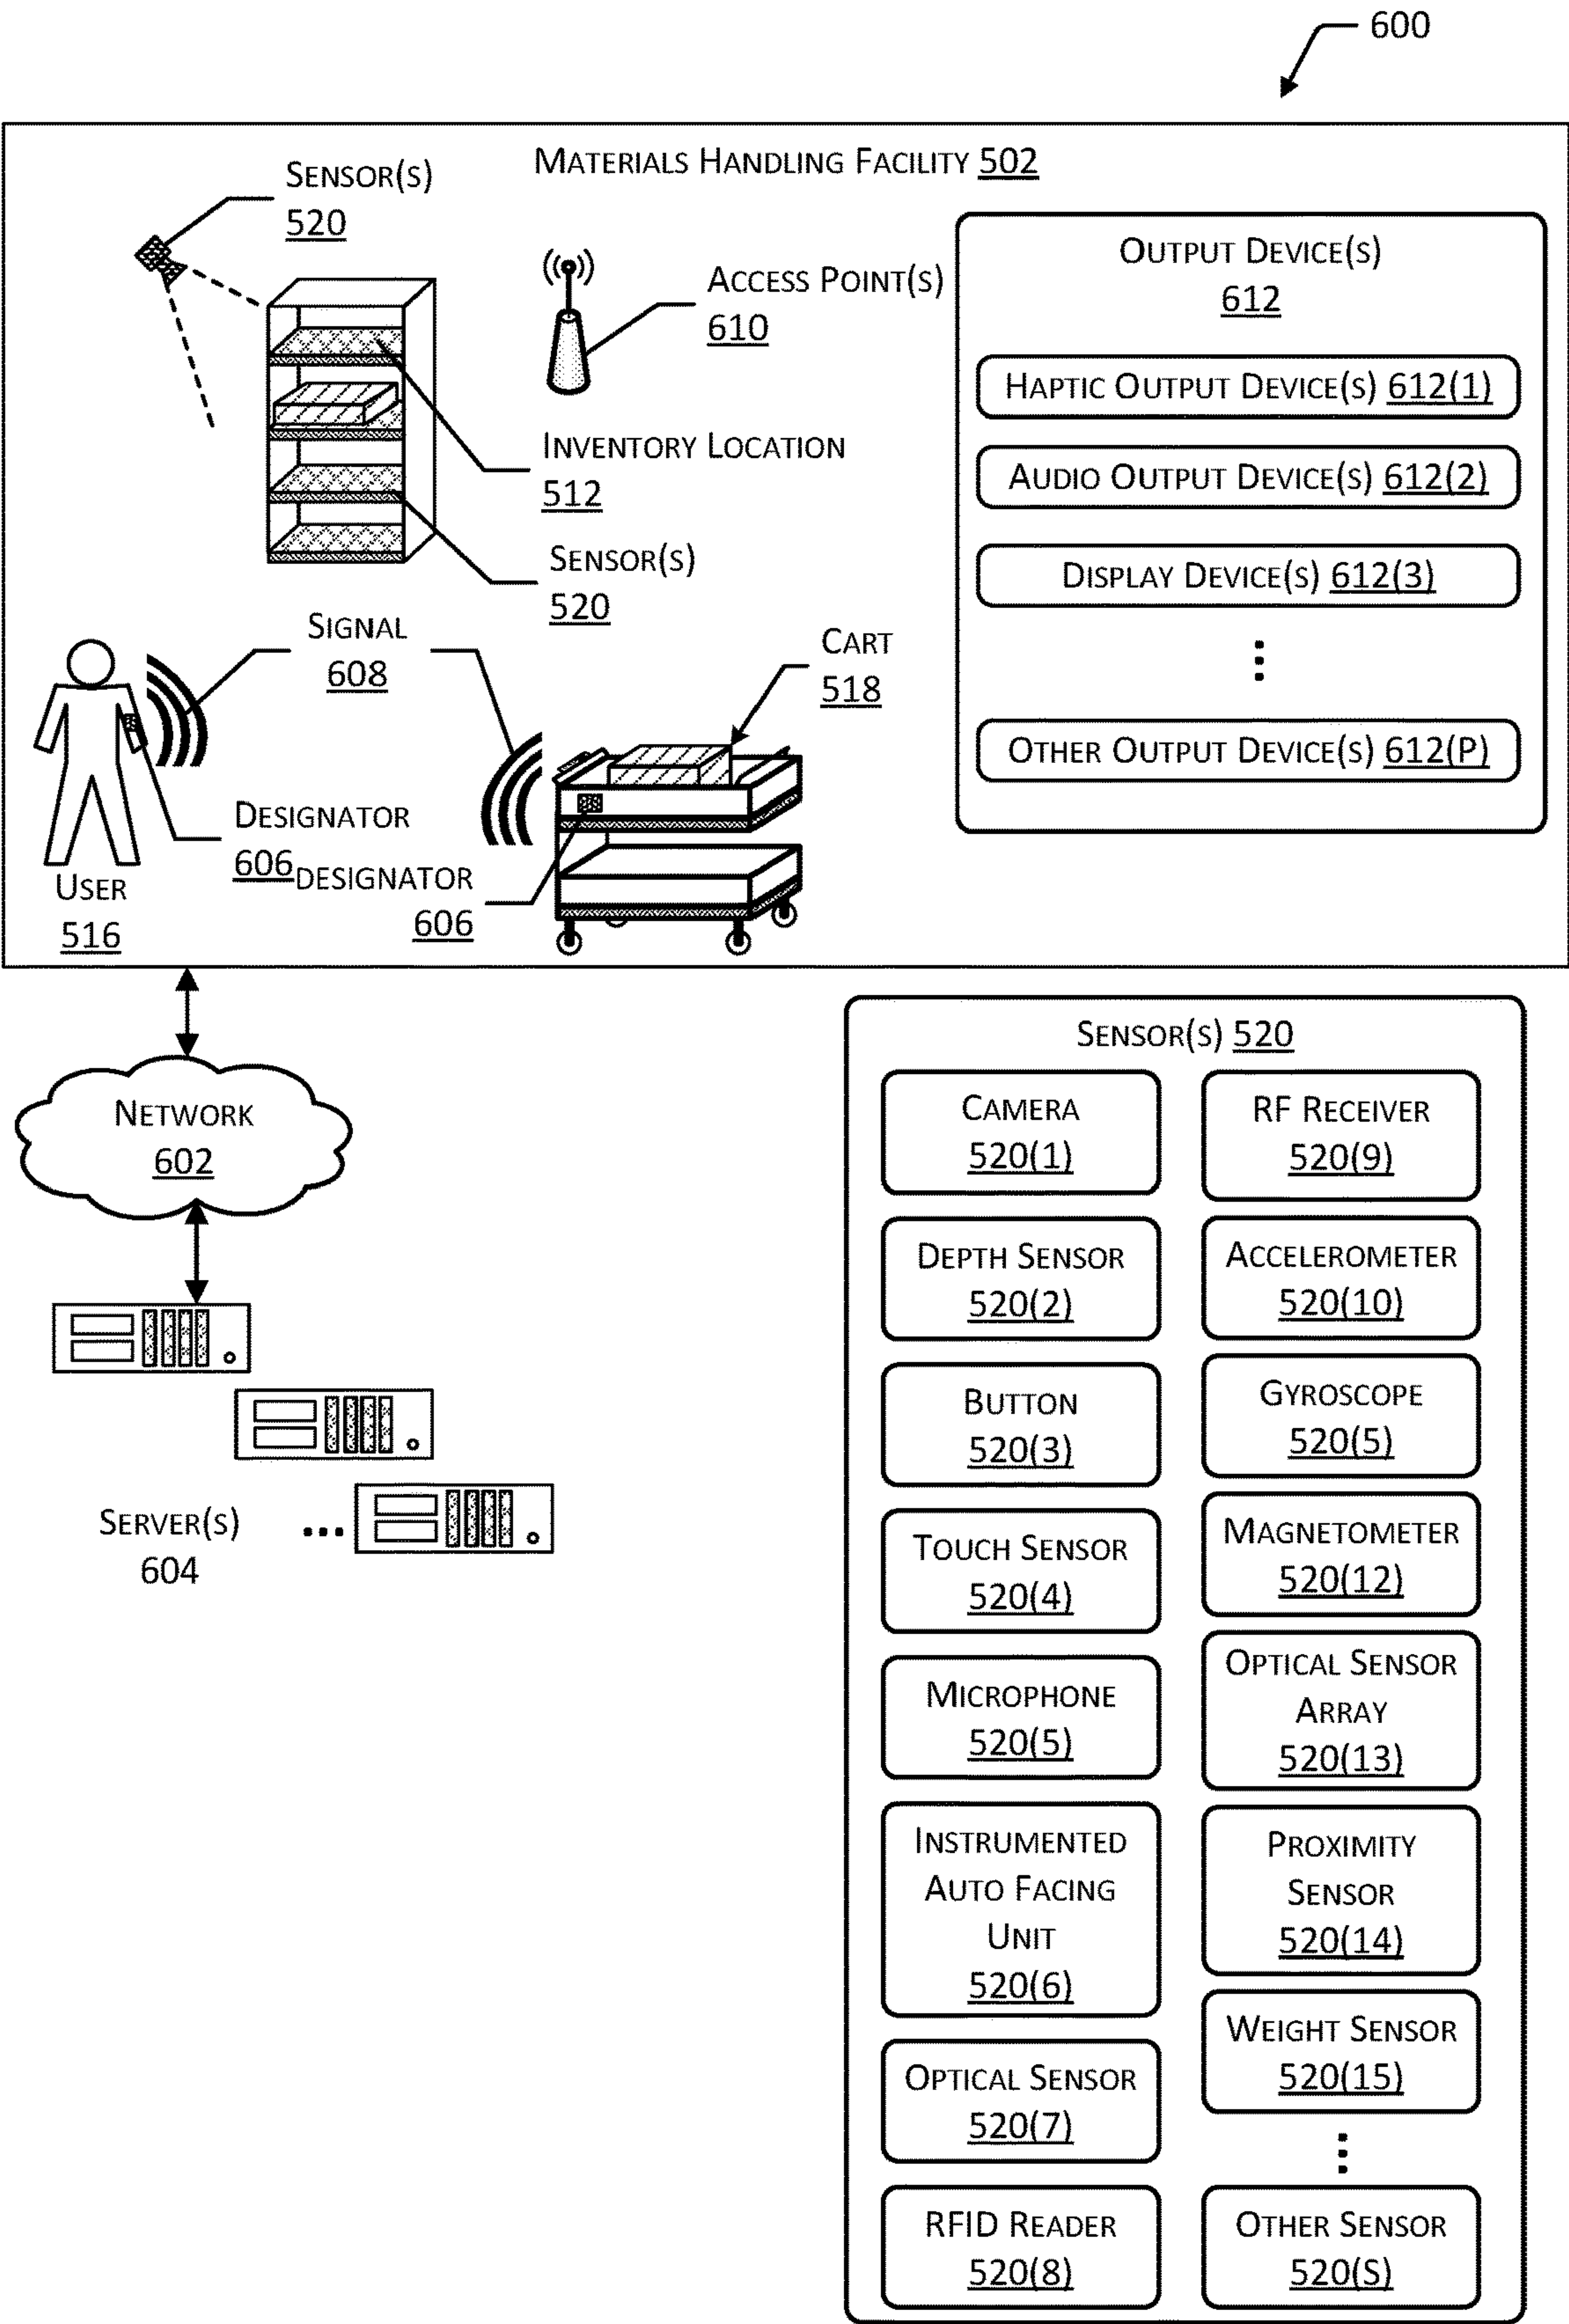 600
Materials Handling Facility 502
Sensor(s)
520
Access Point(s)
610
Inventory Location
512
Sensor(s)
520
Signal
608
Cart
518
Designator
606
Designator
606
User
516
Output Device(s)
612
Haptic Output Device(s) 612(1)
Audio Output Device(s) 612(2)
Display Device(s) 612(3)
Other Output Device(s) 612(P)
Network
602
Server(s)
604
Sensor(s) 520
Camera
520(1)
Depth Sensor
520(2)
Button
520(3)
Touch Sensor
520(4)
Microphone
520(5)
Instrumented
Auto Facing
Unit
520(6)
Optical Sensor
520(7)
RFID Reader
520(8)
RF Receiver
520(9)
Accelerometer
520(10)
Gyroscope
520(5)
Magnetometer
520(12)
Optical Sensor
Array
520(13)
Proximity
Sensor
520(14)
Weight Sensor
520(15)
Other Sensor
520(S)